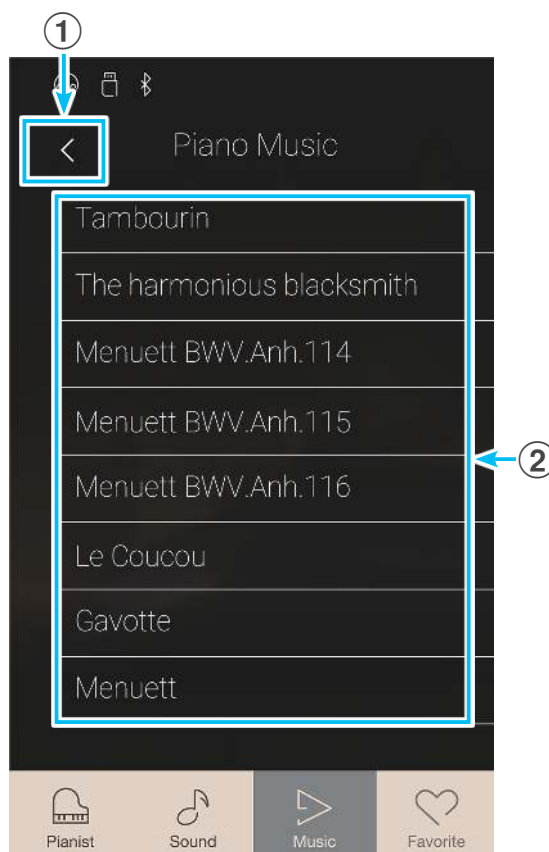 ①
Piano Music
Tambourin
The harmonious blacksmith
Menuett BWV.Anh.114
Menuett BWV.Anh.115
②
Menuett BWV.Anh.116
Le Coucou
Gavotte
Menuett
Pianist Sound Music Favorite